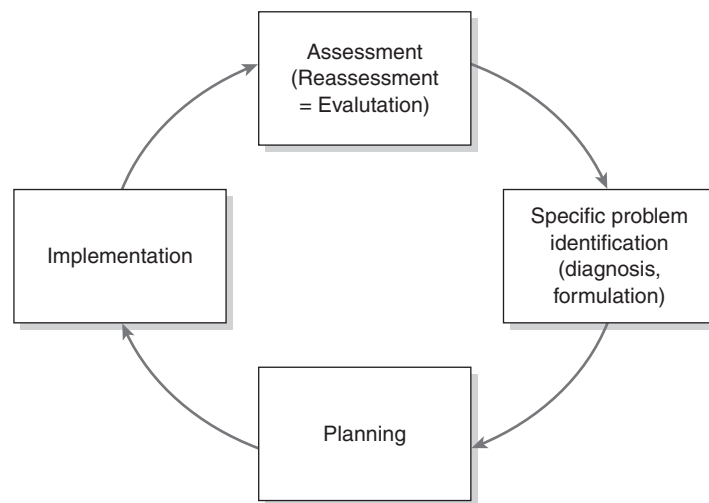 Assessment
(Reassessment
= Evalutation)
Specific problem
identification
(diagnosis,
formulation)
Implementation
Planning